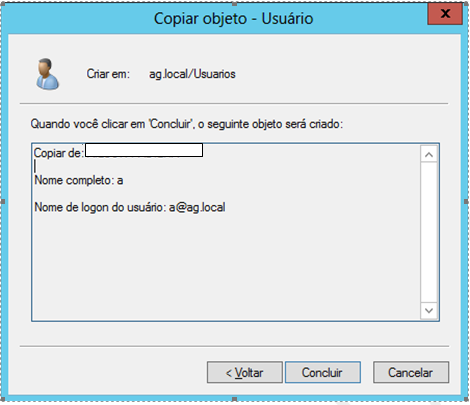 Copiar objeto - Usuário
x
Criar em: ag.local/Usuarios
Quando você clicar em 'Concluir', o seguinte objeto será criado:
Copiar de:
Nome completo: a
Nome de logon do usuário: a@ag.local
< Voltar Concluir Cancelar